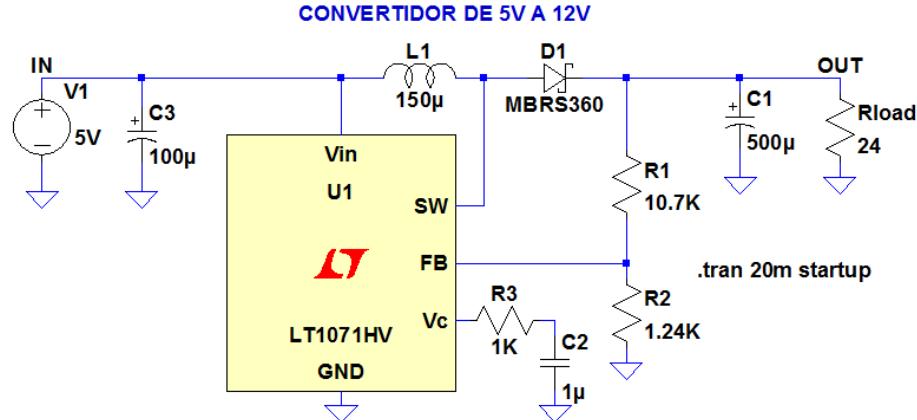 CONVERTIDOR DE 5V A 12V
IN
V1
5V
C3
100µ
L1
150µ
D1
MBRS360
OUT
C1
500µ
Rload
24
Vin
U1
SW
FB
Vc
LT1071HV
GND
R1
10.7K
R2
1.24K
R3
1K
C2
1µ
.tran 20m startup